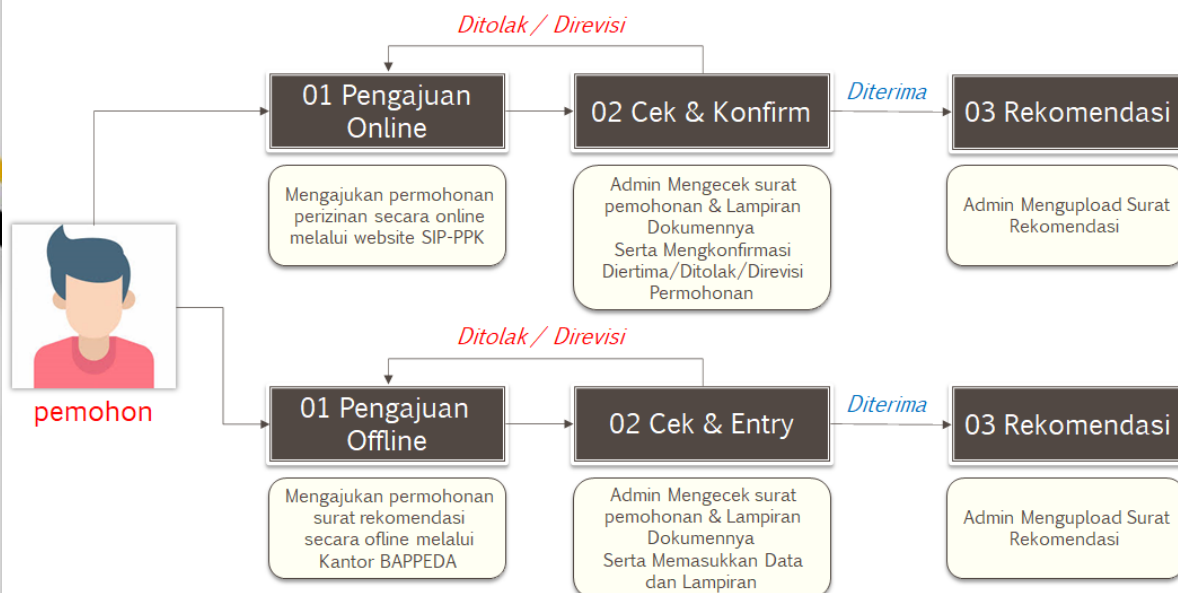 Ditolak / Direvisi
01 Pengajuan
Online
02 Cek & Konfirm
Diterima
03 Rekomendasi
Mengajukan permohonan
perizinan secara online
melalui website SIP-PPK
Admin Mengecek surat
pemohonan & Lampiran
Dokumennya
Serta Mengkonfirmasi
Diertima/Ditolak/Direvisi
Permohonan
Admin Mengupload Surat
Rekomendasi
pemohon
Ditolak / Direvisi
01 Pengajuan
Offline
02 Cek & Entry
Diterima
03 Rekomendasi
Mengajukan permohonan
surat rekomendasi
secara ofline melalui
Kantor BAPPEDA
Admin Mengecek surat
pemohonan & Lampiran
Dokumennya
Serta Memasukkan Data
dan Lampiran
Admin Mengupload Surat
Rekomendasi